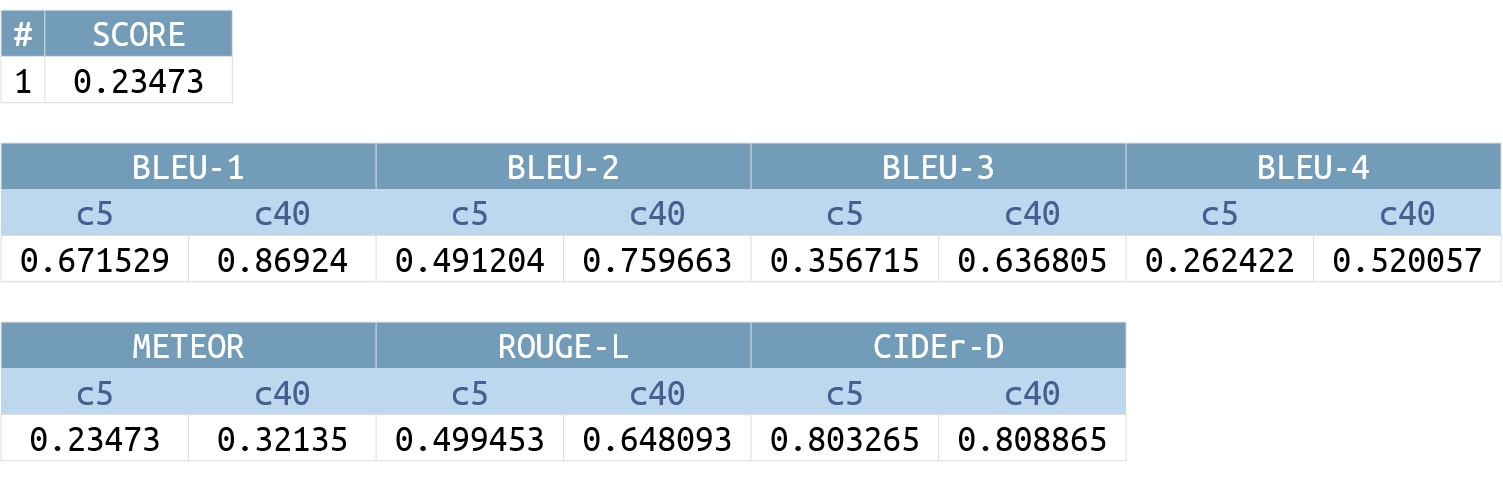 # SCORE
1 0.23473
BLEU-1 BLEU-2 BLEU-3 BLEU-4
c5 c40 c5 c40 c5 c40 c5 c40
0.671529 0.86924 0.491204 0.759663 0.356715 0.636805 0.262422 0.520057
METEOR ROUGE-L CIDEr-D
c5 c40 c5 c40 c5 c40
0.23473 0.32135 0.499453 0.648093 0.803265 0.808865